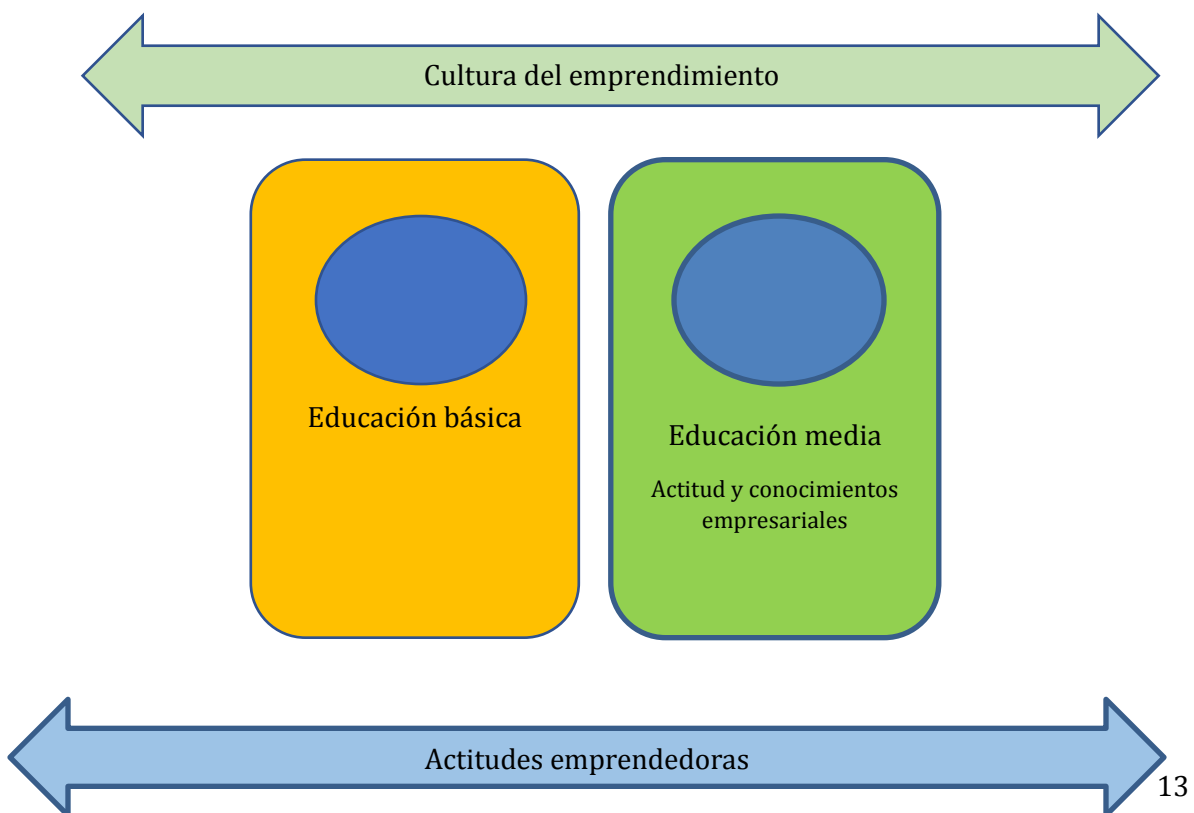 Cultura del emprendimiento
Educación básica
Educación media
Actitud y conocimientos
empresariales
Actitudes emprendedoras
13